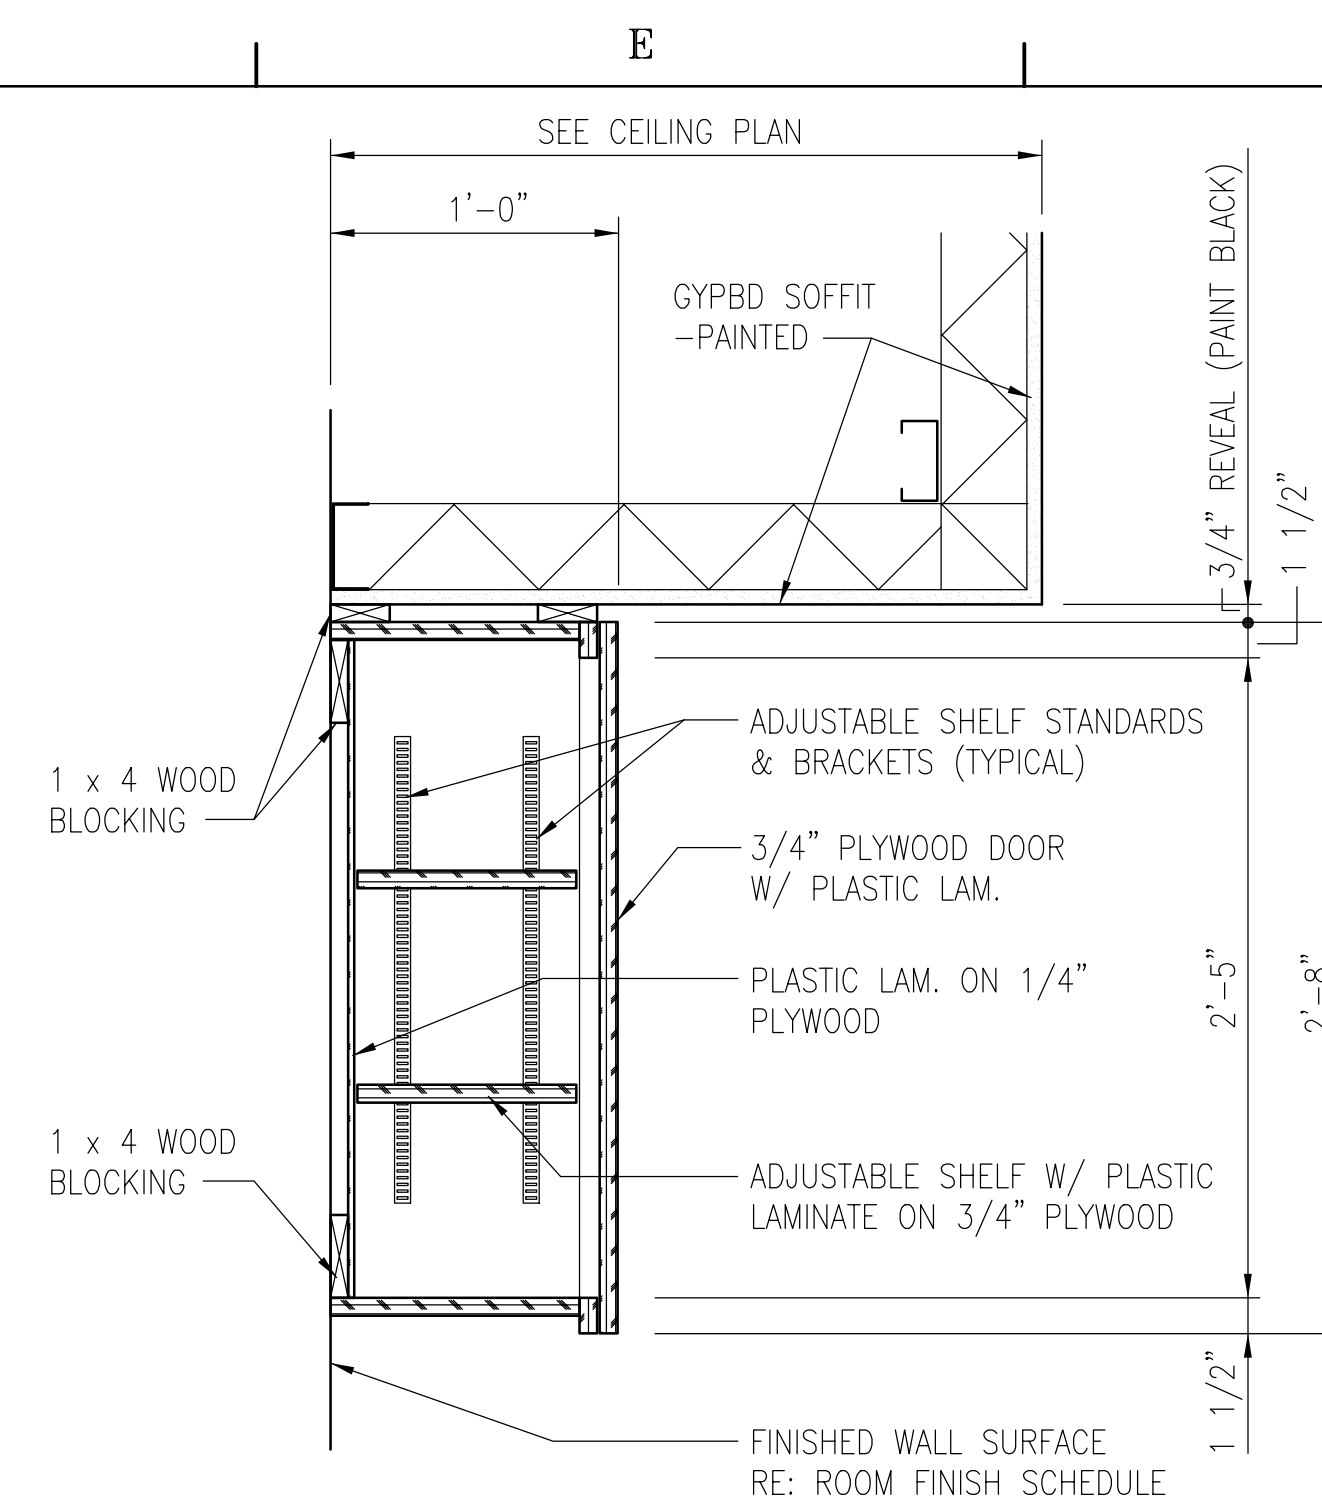 E
SEE CEILING PLAN
1'-0"
GYPBD SOFFIT
-PAINTED
3/4" REVEAL (PAINT BLACK)
1 1/2"
ADJUSTABLE SHELF STANDARDS
& BRACKETS (TYPICAL)
1 x 4 WOOD
BLOCKING
3/4" PLYWOOD DOOR
W/ PLASTIC LAM.
PLASTIC LAM. ON 1/4"
PLYWOOD
2'-5"
2'-8"
1 x 4 WOOD
BLOCKING
ADJUSTABLE SHELF W/ PLASTIC
LAMINATE ON 3/4" PLYWOOD
1 1/2"
FINISHED WALL SURFACE
RE: ROOM FINISH SCHEDULE